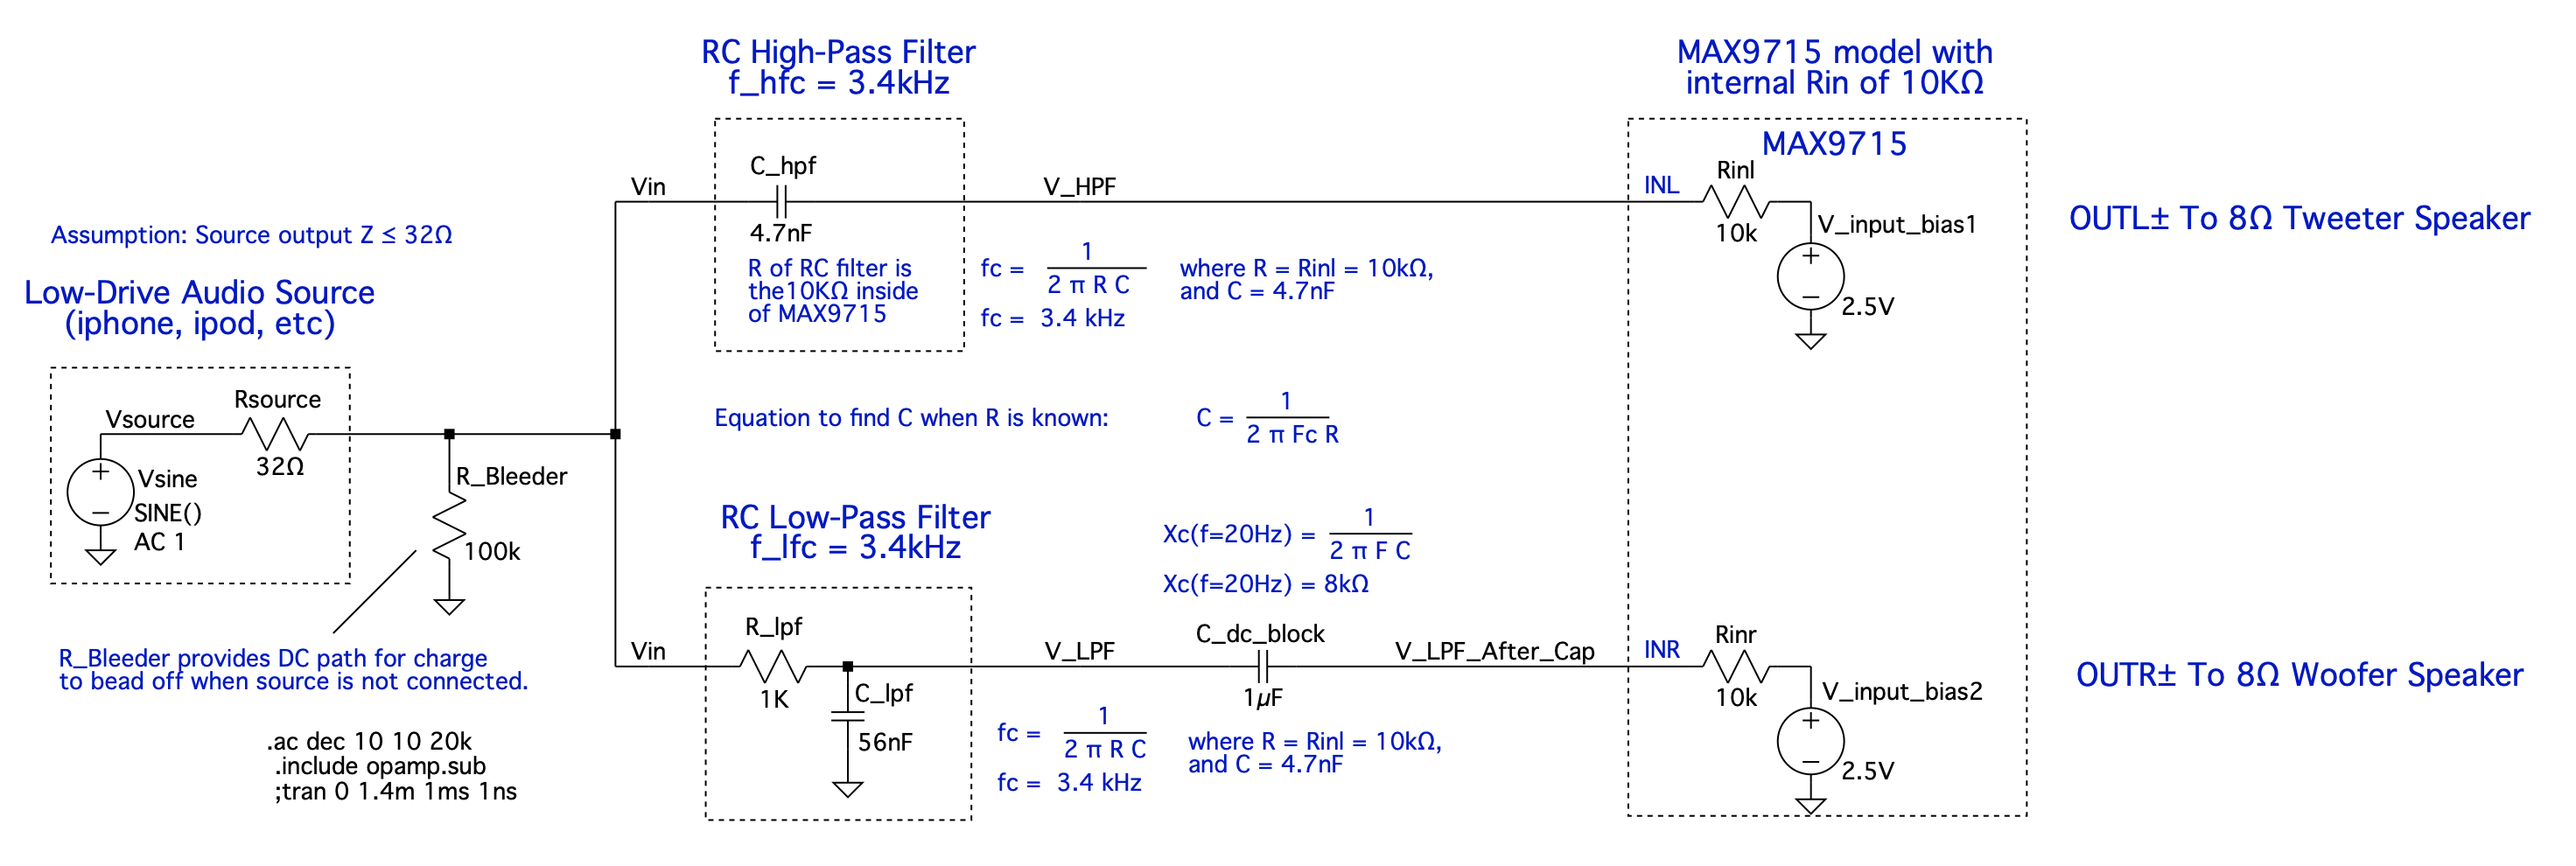 RC High-Pass Filter
f_hfc = 3.4kHz
MAX9715 model with
internal Rin of 10KΩ
MAX9715
C_hpf
Vin
4.7nF
R of RC filter is
the10KΩ inside
of MAX9715
V_HPF
fc = 1
2 π R C
where R = Rinl = 10kΩ,
and C = 4.7nF
fc = 3.4 kHz
INL
Rinl
10k
V_input_bias1
+
−
2.5V
OUTL± To 8Ω Tweeter Speaker
Assumption: Source output Z ≤ 32Ω
Low-Drive Audio Source
(iphone, ipod, etc)
Vsource
Rsource
32Ω
+
−
Vsine
SINE()
AC 1
R_Bleeder
100k
R_Bleeder provides DC path for charge
to bead off when source is not connected.
.ac dec 10 10 20k
.include opamp.sub
;tran 0 1.4m 1ms 1ns
Equation to find C when R is known:
C = 1
2 π Fc R
RC Low-Pass Filter
f_lfc = 3.4kHz
Xc(f=20Hz) = 1
2 π F C
Xc(f=20Hz) = 8kΩ
Vin
R_lpf
1K
C_lpf
56nF
V_LPF
C_dc_block
1µF
V_LPF_After_Cap
fc = 1
2 π R C
where R = Rinl = 10kΩ,
and C = 4.7nF
fc = 3.4 kHz
INR
Rinr
10k
V_input_bias2
+
−
2.5V
OUTR± To 8Ω Woofer Speaker